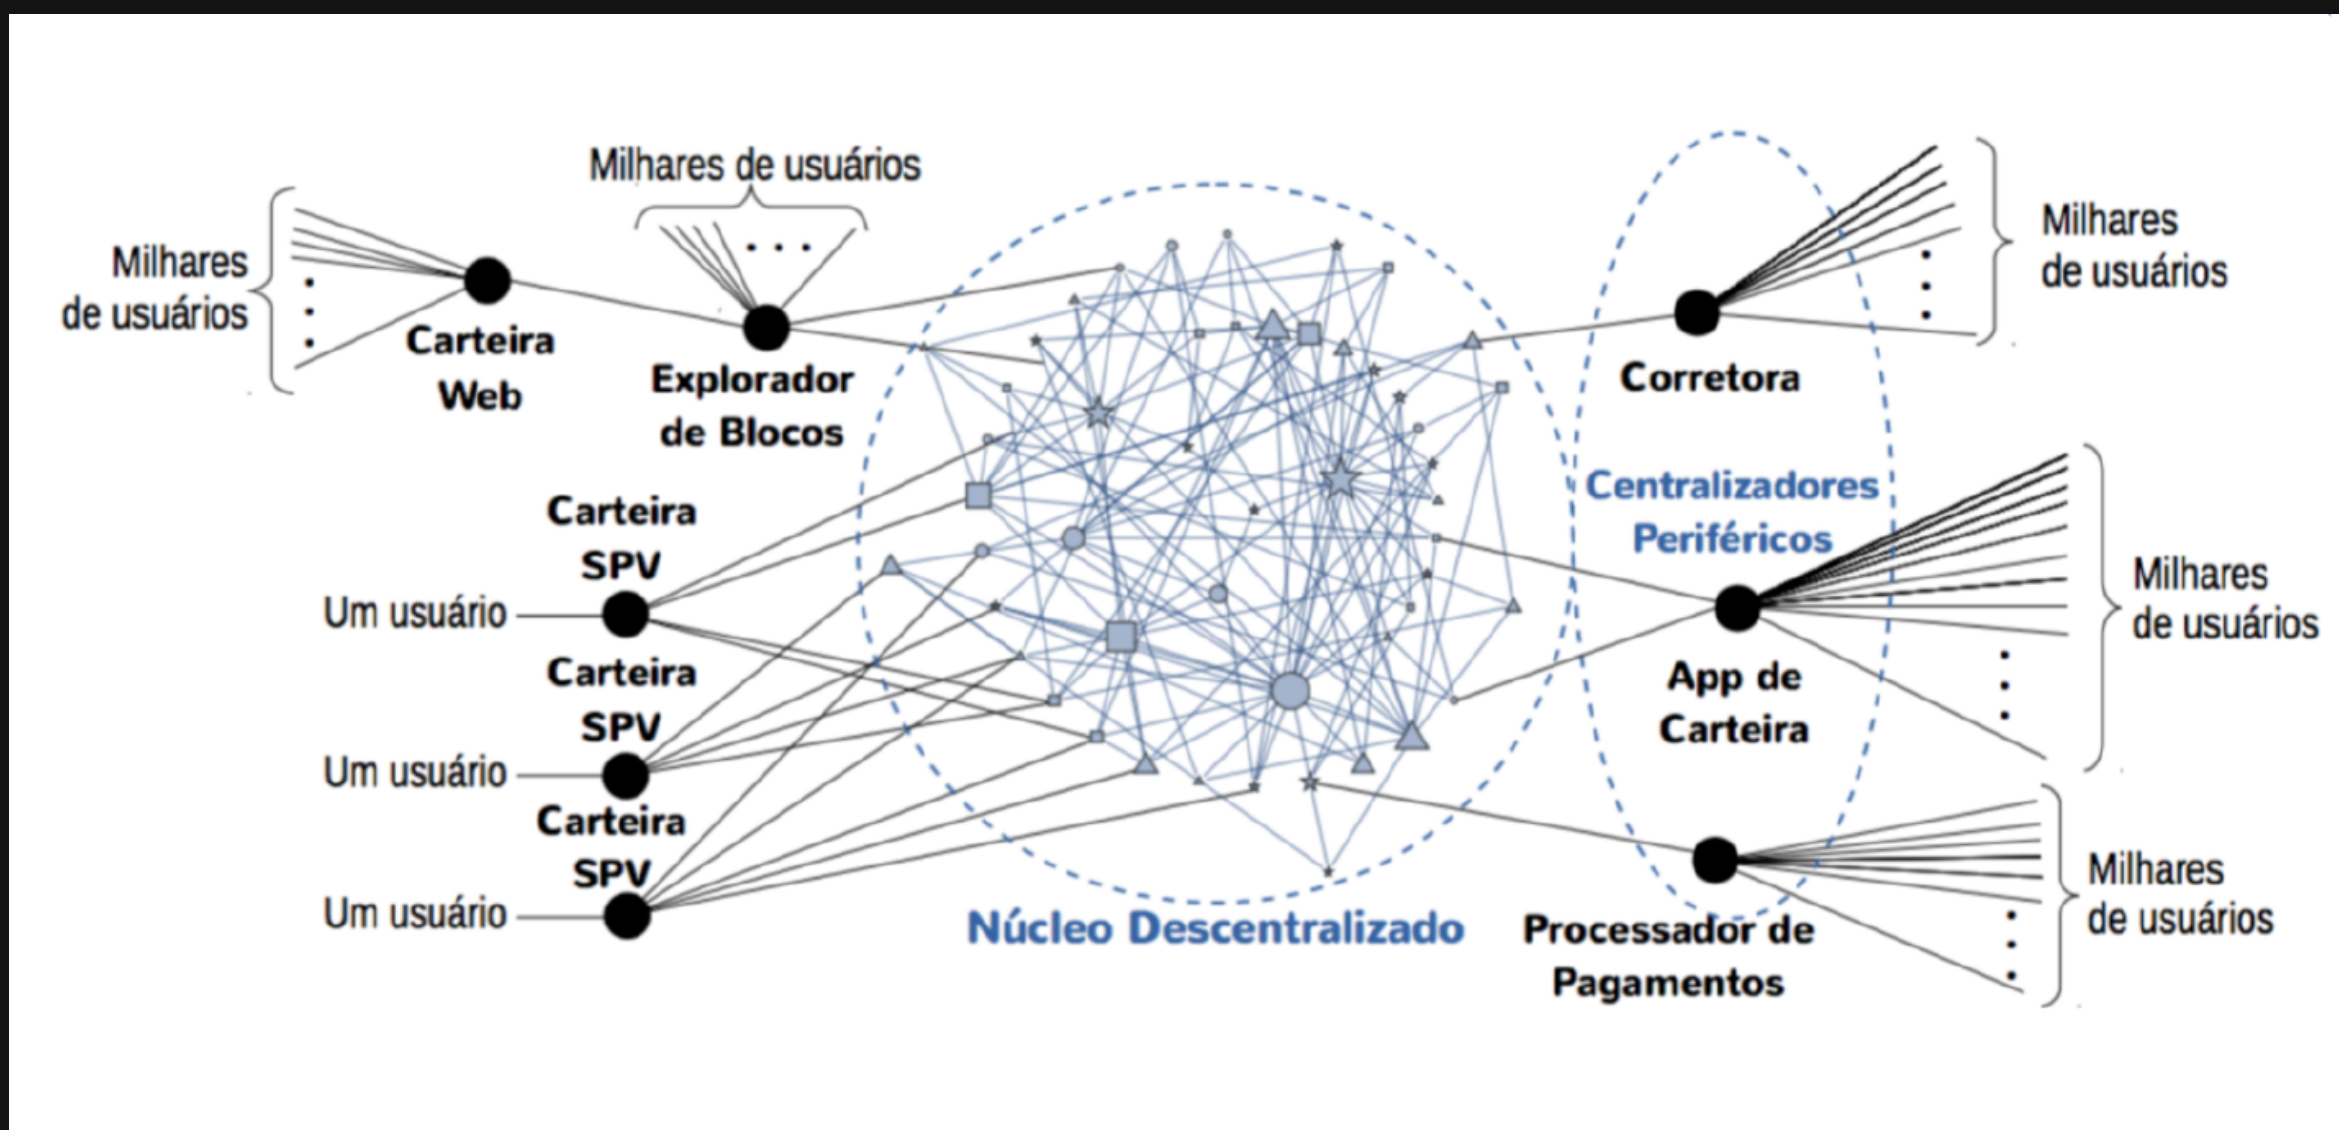 Milhares de usuários
Milhares
de usuários
Carteira
Web
Explorador
de Blocos
Carteira
SPV
Um usuário
Carteira
SPV
Um usuário
Carteira
SPV
Um usuário
Núcleo Descentralizado
Centralizadores
Periféricos
Corretora
Milhares
de usuários
App de
Carteira
Milhares
de usuários
Processador de
Pagamentos
Milhares
de usuários